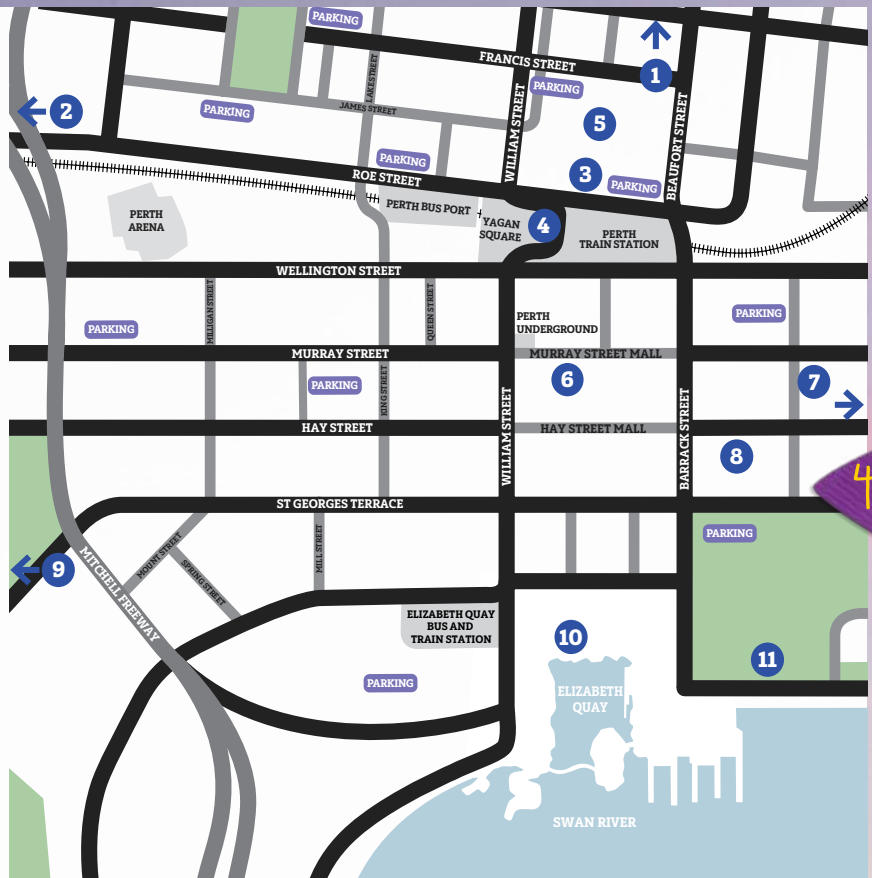 PARKING
FRANCIS STREET
1
LAKE STREET
PARKING
2
PARKING
JAMES STREET
WILLIAM STREET
5
BEAUFORT STREET
PARKING
ROE STREET
3
PARKING
PERTH BUS PORT
PERTH
ARENA
YAGAN
SQUARE
4
PERTH
TRAIN STATION
WELLINGTON STREET
MILLIGAN STREET
QUEEN STREET
PERTH
UNDERGROUND
PARKING
PARKING
MURRAY STREET
MURRAY STREET MALL
PARKING
KING STREET
6
7
WILLIAM STREET
BARRACK STREET
HAY STREET
HAY STREET MALL
8
4
ST GEORGES TERRACE
PARKING
MOUNT STREET
MILL STREET
9
SPRING STREET
MITCHELL FREEWAY
ELIZABETH QUAY
BUS AND
TRAIN STATION
10
11
PARKING
ELIZABETH
QUAY
SWAN RIVER